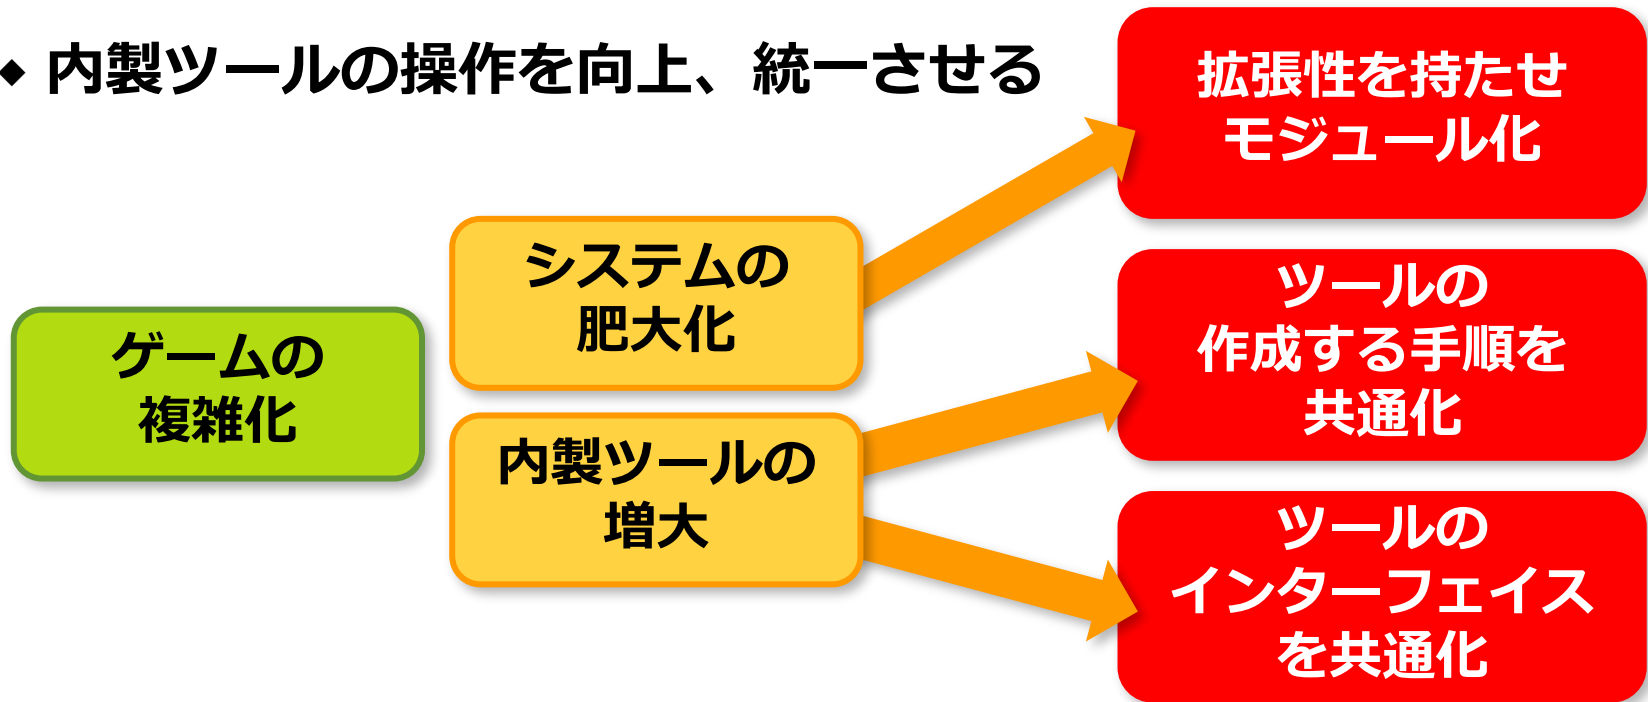 ◆ 内製ツールの操作を向上、統一させる
ゲームの
複雑化
システムの
肥大化
内製ツールの
増大
拡張性を持たせ
モジュール化
ツールの
作成する手順を
共通化
ツールの
インターフェイス
を共通化